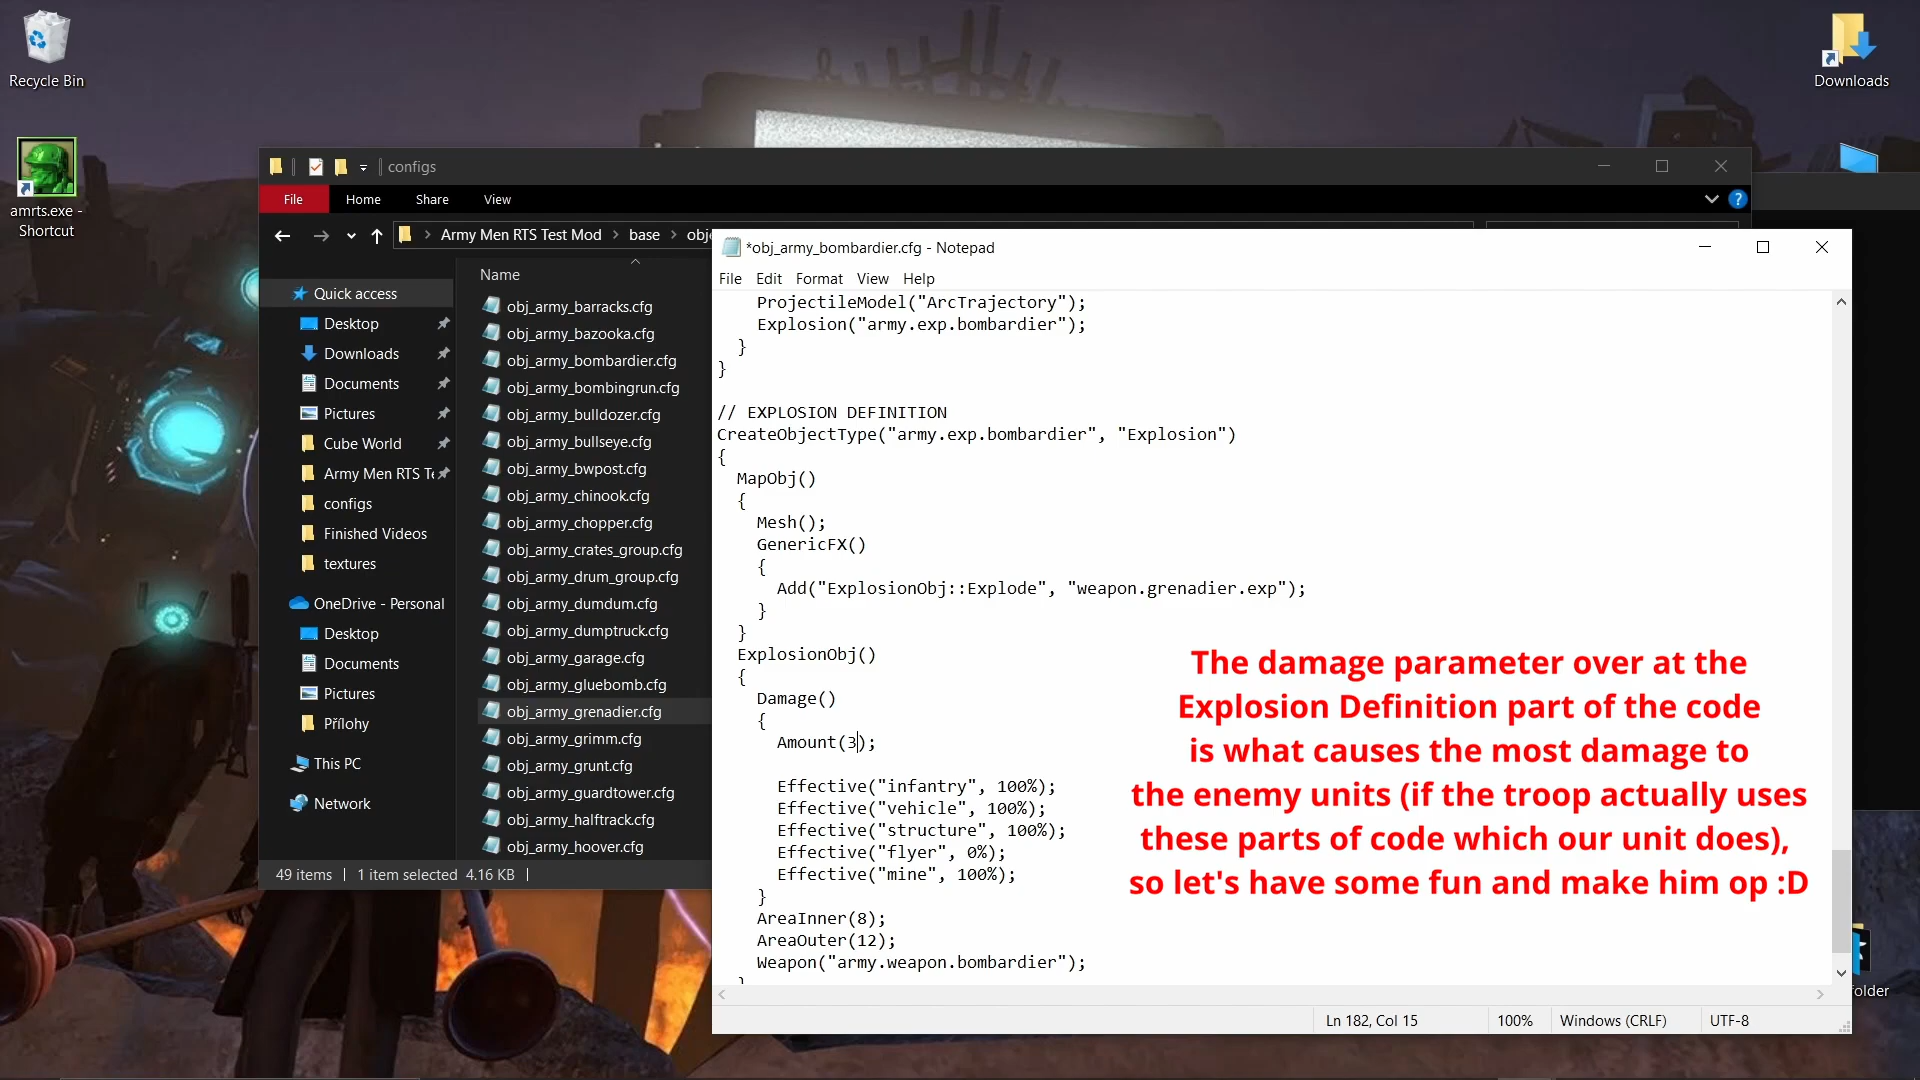 Recycle Bin
amrts.exe -
Shortcut
Downloads
configs
File
Home
Share
View
?
Army Men RTS Test Mod
base
obje
Name
Quick access
Desktop
Downloads
Documents
Pictures
Cube World
Army Men RTS Te
configs
Finished Videos
textures
OneDrive - Personal
Desktop
Documents
Pictures
Přílohy
This PC
Network
obj_army_barracks.cfg
obj_army_bazooka.cfg
obj_army_bombardier.cfg
obj_army_bombingrun.cfg
obj_army_bulldozer.cfg
obj_army_bullseye.cfg
obj_army_bwpost.cfg
obj_army_chinook.cfg
obj_army_chopper.cfg
obj_army_crates_group.cfg
obj_army_drum_group.cfg
obj_army_dumdum.cfg
obj_army_dumptruck.cfg
obj_army_garage.cfg
obj_army_gluebomb.cfg
obj_army_grenadier.cfg
obj_army_grimm.cfg
obj_army_grunt.cfg
obj_army_guardtower.cfg
obj_army_halftrack.cfg
obj_army_hoover.cfg
49 items
1 item selected 4.16 KB
*obj_army_bombardier.cfg - Notepad
File Edit Format View Help
ProjectileModel("ArcTrajectory");
Explosion("army.exp.bombardier");
}
}
// EXPLOSION DEFINITION
CreateObjectType("army.exp.bombardier", "Explosion")
{
MapObj()
{
Mesh();
GenericFX()
{
Add("ExplosionObj::Explode", "weapon.grenadier.exp");
}
}
ExplosionObj()
{
Damage()
{
Amount(3);
Effective("infantry", 100%);
Effective("vehicle", 100%);
Effective("structure", 100%);
Effective("flyer", 0%);
Effective("mine", 100%);
}
AreaInner(8);
AreaOuter(12);
Weapon("army.weapon.bombardier");
The damage parameter over at the
Explosion Definition part of the code
is what causes the most damage to
the enemy units (if the troop actually uses
these parts of code which our unit does),
so let's have some fun and make him op :D
Ln 182, Col 15
100%
Windows (CRLF)
UTF-8
folder